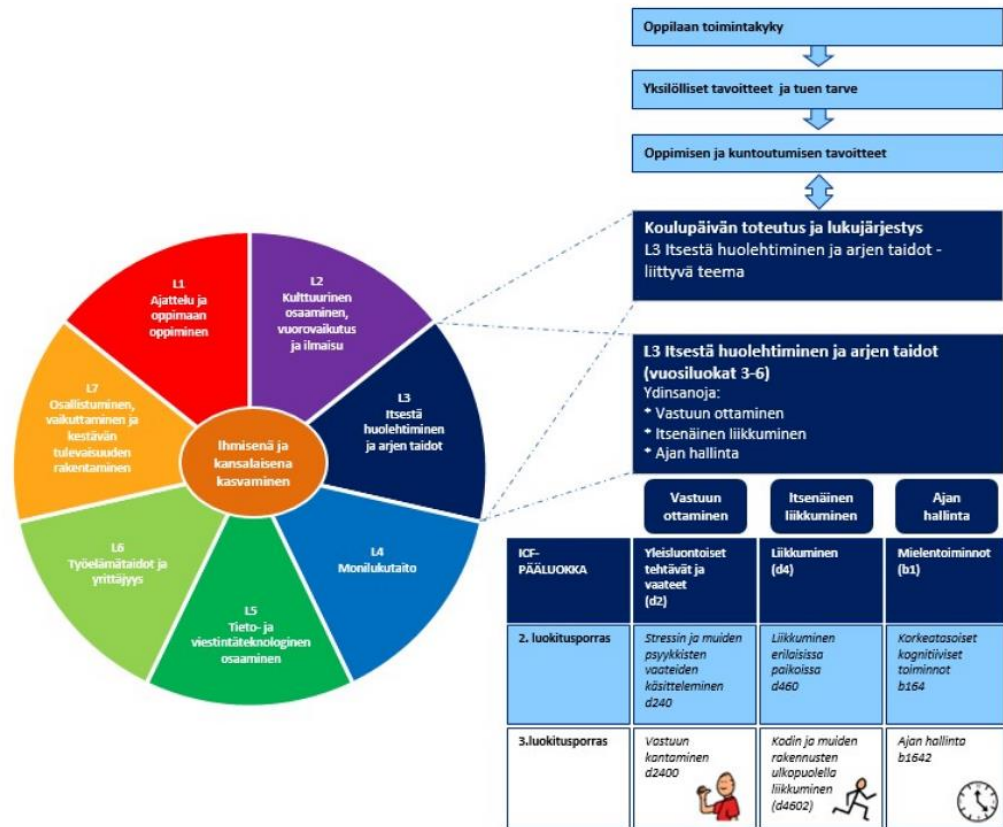 Oppilaan toimintakyky
Yksilölliset tavoitteet ja tuen tarve
Oppimisen ja kuntoutumisen tavoitteet
Koulupäivän toteutus ja lukujärjestys
L3 Itsestä huolehtiminen ja arjen taidot -
liittyvä teema
L3 Itsestä huolehtiminen ja arjen taidot
(vuosiluokat 3-6)
Ydinsanoja:
* Vastuun ottaminen
* Itsenäinen liikkuminen
* Ajan hallinta
L1
Ajattelu ja
oppimaan
oppiminen
L2
Kulttuurinen
osaaminen,
vuorovaikutus
ja ilmaisu
L3
Itsestä
huolehtiminen
ja arjen taidot
L4
Monilukutaito
L5
Tieto- ja
viestintäteknologinen
osaaminen
L6
Työelämätaidot ja
yrittäjyys
L7
Osallistuminen,
vaikuttaminen ja
kestävän
tulevaisuuden
rakentaminen
Ihmisenä ja
kansalaisena
kasvaminen
Vastuun
ottaminen
Itsenäinen
liikkuminen
Ajan
hallinta
ICF-
PÄÄLUOKKA
Yleisluontoiset
tehtävät ja
vaateet
(d2)
Liikkuminen
(d4)
Mielentoiminnot
(b1)
2. luokitusporras
Stressin ja muiden
psyykkisten
vaateiden
käsitteleminen
d240
Liikkuminen
erilaisissa
paikoissa
d460
Korkeatasoiset
kognitiiviset
toiminnot
b164
3.luokitusporras
Vastuun
kantaminen
d2400
Kodin ja muiden
rakennusten
ulkopuolella
liikkuminen
(d4602)
Ajan hallinta
b1642